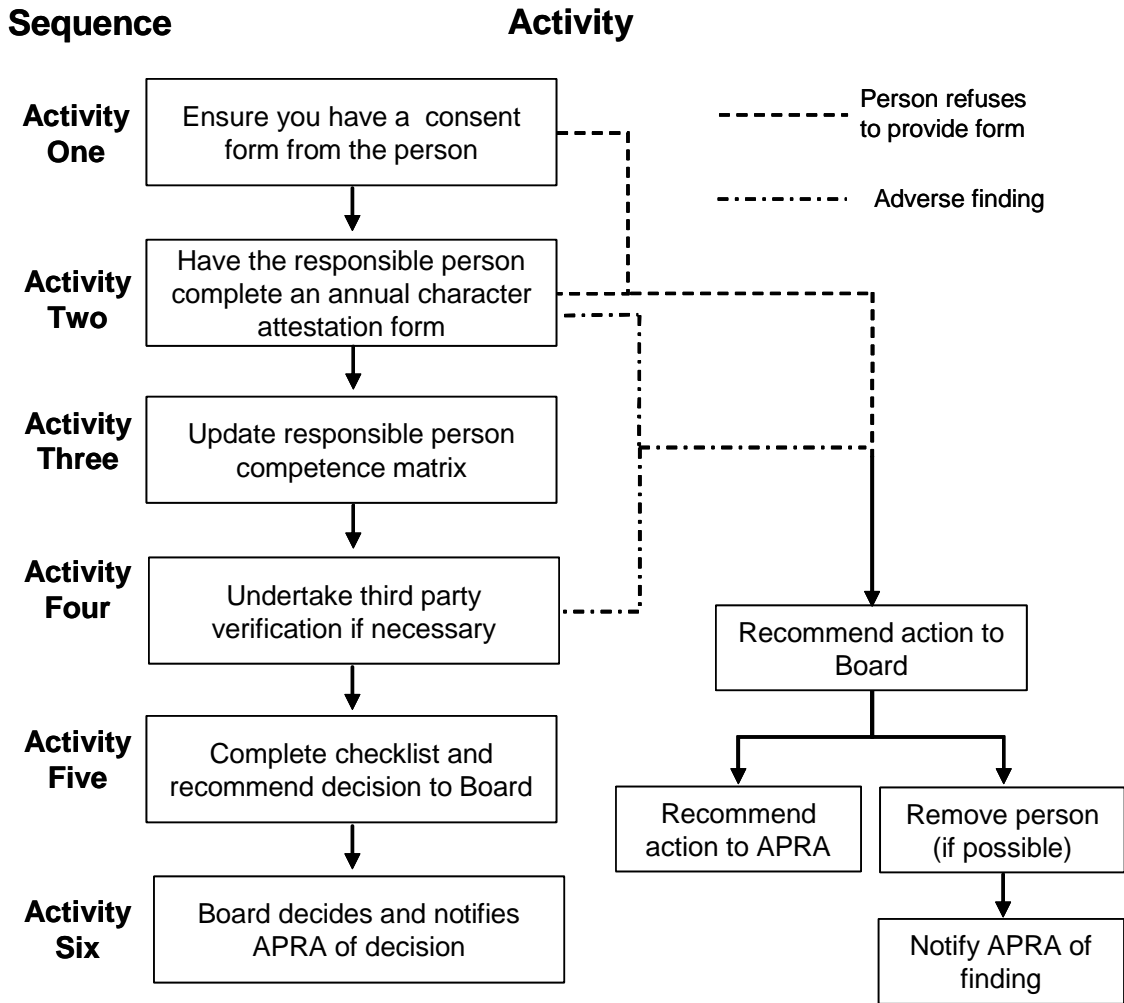 Sequence
Activity
Activity
One
Ensure you have a consent
form from the person
Person refuses
to provide form
Adverse finding
Activity
Two
Have the responsible person
complete an annual character
attestation form
Activity
Three
Update responsible person
competence matrix
Activity
Four
Undertake third party
verification if necessary
Recommend action to
Board
Activity
Five
Complete checklist and
recommend decision to Board
Recommend
action to APRA
Remove person
(if possible)
Activity
Six
Board decides and notifies
APRA of decision
Notify APRA of
finding